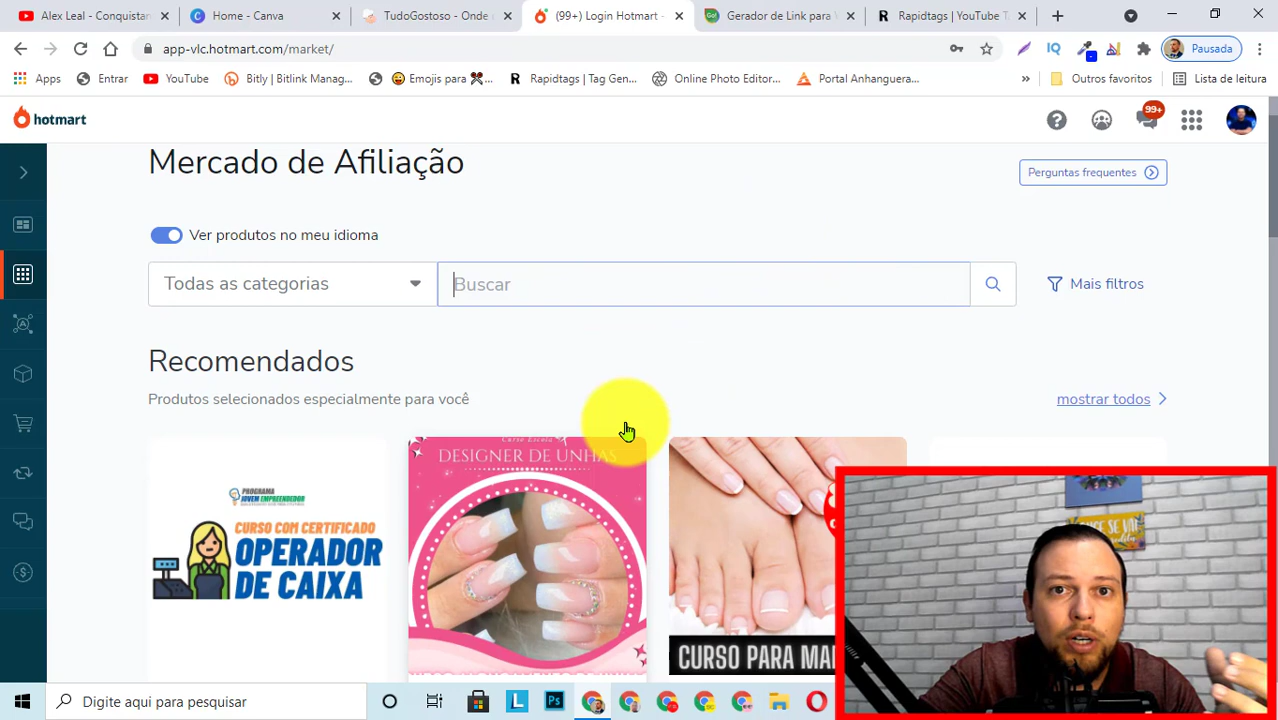 Alex Leal - Conquistar
Home - Canva
TudoGostoso - Onde
(99+) Login Hotmart -
Gerador de Link para
Rapidtags | YouTube T
app-vlc.hotmart.com/market/
IQ
Pausada
Apps
Entrar
YouTube
Bitly | Bitlink Manag...
Emojis para
Rapidtags | Tag Gen...
Online Photo Editor...
Portal Anhanguera...
Outros favoritos
Lista de leitura
hotmart
99+
Mercado de Afiliação
Perguntas frequentes
Ver produtos no meu idioma
Todas as categorias
Buscar
Mais filtros
Recomendados
Produtos selecionados especialmente para você
mostrar todos
PROGRAMA
JOVEM EMPREENDEDOR
CURSO COM CERTIFICADO
OPERADOR
DE CAIXA
Curso Escola
DESIGNER DE UNHAS
CURSO PARA MA
Digite aqui para pesquisar
Ps